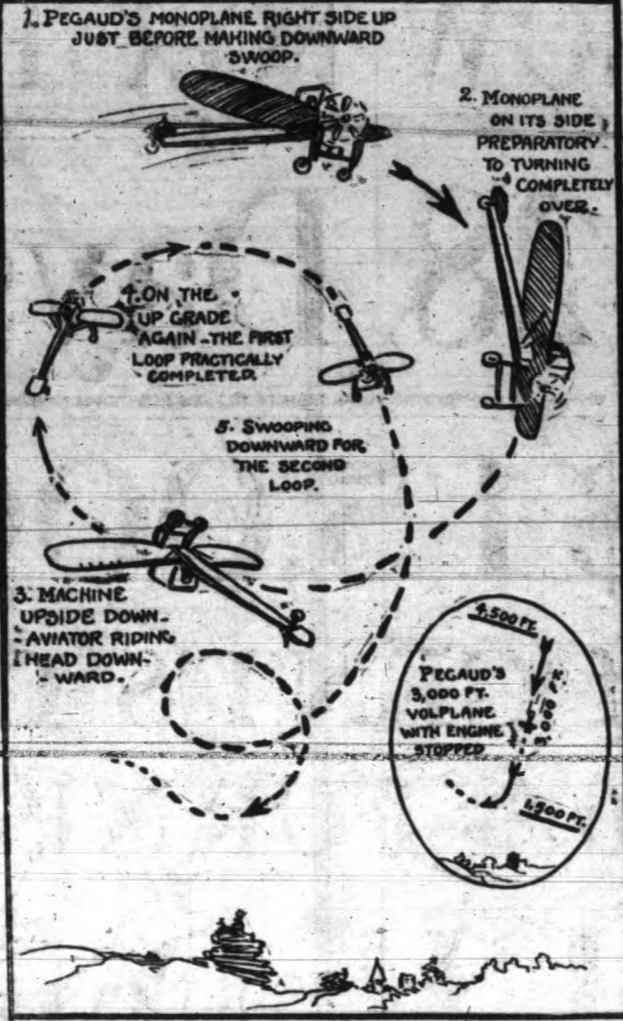 1. PEGAUD'S MONOPLANE RIGHT SIDE UP
JUST BEFORE MAKING DOWNWARD
SWOOP.
2. MONOPLANE
ON ITS SIDE
PREPARATORY
TO TURNING
COMPLETELY
OVER.
4. ON THE
UP GRADE
AGAIN - THE FIRST
LOOP PRACTICALLY
COMPLETED.
5. SWOOPING
DOWNWARD FOR
THE SECOND
LOOP.
3. MACHINE
UPSIDE DOWN-
AVIATOR RIDING
HEAD DOWN-
WARD.
4,500 FT.
PEGAUD'S
3,000 FT.
VOLPLANE
WITH ENGINE
STOPPED
3,000 FT.
1,500 FT.